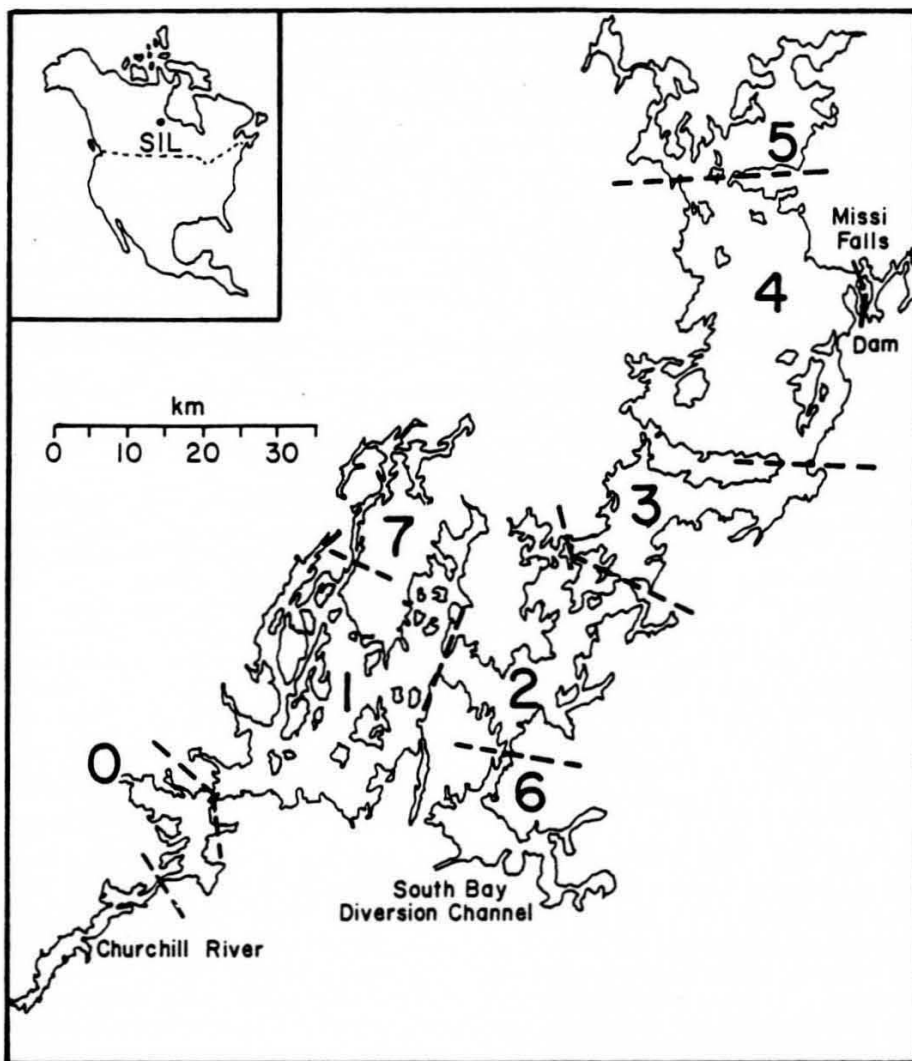 SIL
5
Missi
Falls
4
Dam
km
0 10 20 30
3
7
2
1
0
6
South Bay
Diversion Channel
Churchill River